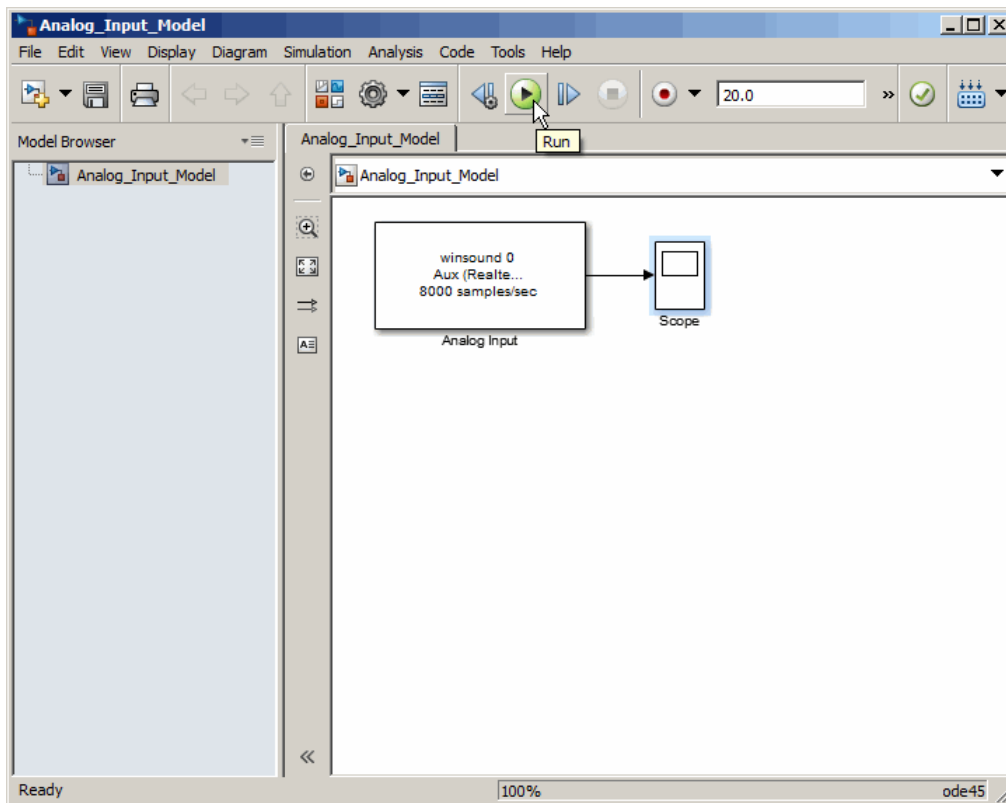 Analog_Input_Model
File Edit View Display Diagram Simulation Analysis Code Tools Help
20.0
»
Model Browser
Analog_Input_Model
Run
Analog_Input_Model
Analog_Input_Model
winsound 0
Aux (Realte...
8000 samples/sec
Analog Input
Scope
Ready
100%
ode45